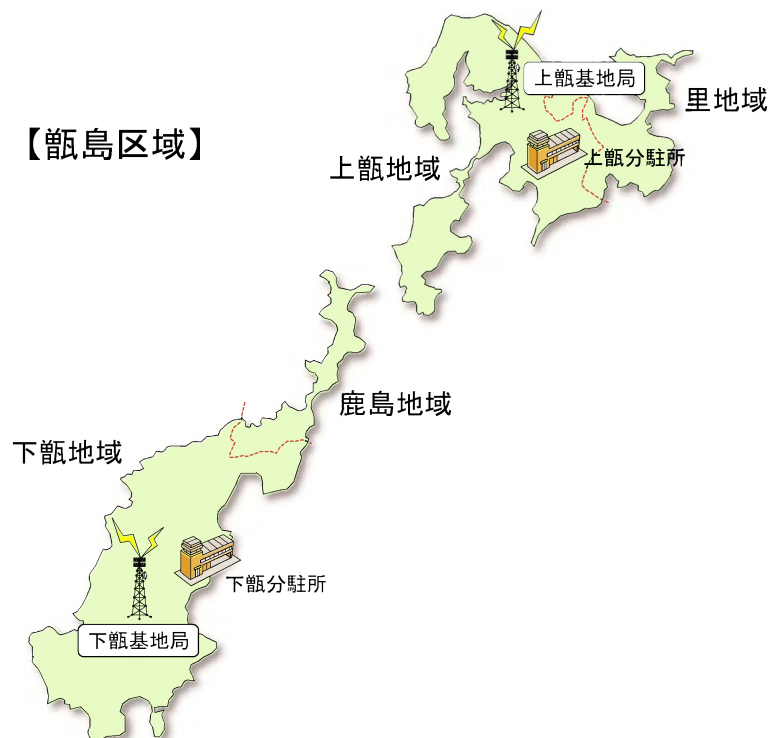 上甑基地局
里地域
【甑島区域】
上甑地域
上甑分駐所
鹿島地域
下甑地域
下甑分駐所
下甑基地局